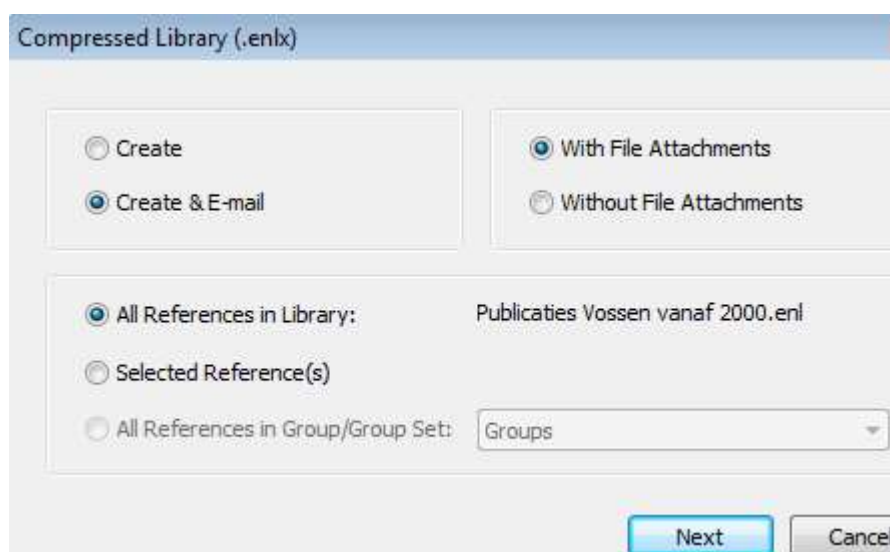 Compressed Library (.enlx)
Create
With File Attachments
Create & E-mail
Without File Attachments
All References in Library: Publicaties Vossen vanaf 2000.enl
Selected Reference(s)
All References in Group/Group Set: Groups
Next Cancel